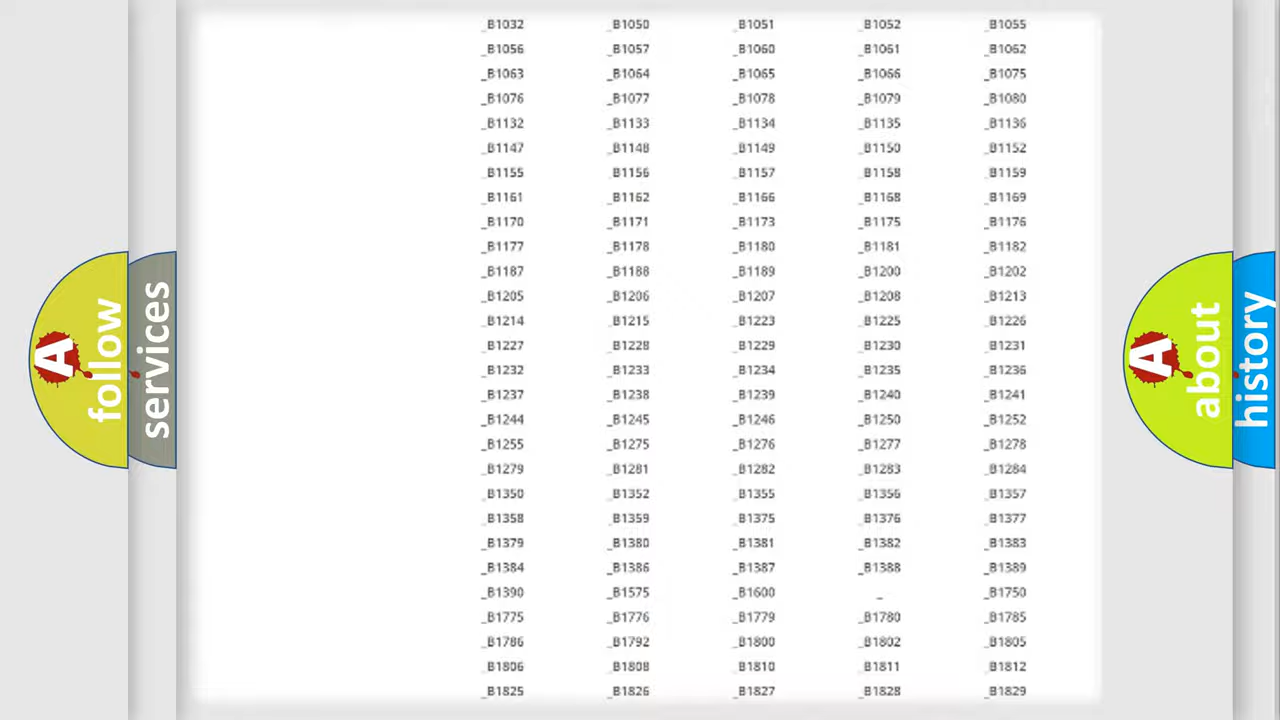 _B1032 _B1050 _B1051 _B1052 _B1055
_B1056 _B1057 _B1060 _B1061 _B1062
_B1063 _B1064 _B1065 _B1066 _B1075
_B1076 _B1077 _B1078 _B1079 _B1080
_B1132 _B1133 _B1134 _B1135 _B1136
_B1147 _B1148 _B1149 _B1150 _B1152
_B1155 _B1156 _B1157 _B1158 _B1159
_B1161 _B1162 _B1166 _B1168 _B1169
_B1170 _B1171 _B1173 _B1175 _B1176
_B1177 _B1178 _B1180 _B1181 _B1182
_B1187 _B1188 _B1189 _B1200 _B1202
_B1205 _B1206 _B1207 _B1208 _B1213
_B1214 _B1215 _B1223 _B1225 _B1226
_B1227 _B1228 _B1229 _B1230 _B1231
_B1232 _B1233 _B1234 _B1235 _B1236
_B1237 _B1238 _B1239 _B1240 _B1241
_B1244 _B1245 _B1246 _B1250 _B1252
_B1255 _B1275 _B1276 _B1277 _B1278
_B1279 _B1281 _B1282 _B1283 _B1284
_B1350 _B1352 _B1355 _B1356 _B1357
_B1358 _B1359 _B1375 _B1376 _B1377
_B1379 _B1380 _B1381 _B1382 _B1383
_B1384 _B1386 _B1387 _B1388 _B1389
_B1390 _B1575 _B1600 _ _B1750
_B1775 _B1776 _B1779 _B1780 _B1785
_B1786 _B1792 _B1800 _B1802 _B1805
_B1806 _B1808 _B1810 _B1811 _B1812
_B1825 _B1826 _B1827 _B1828 _B1829
A
follow
services
A
about
history